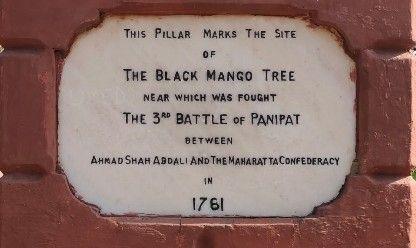 THIS PILLAR MARKS THE SITE
OF
THE BLACK MANGO TREE
NEAR WHICH WAS FOUGHT
THE 3RD BATTLE OF PANIPAT
BETWEEN
AHMAD SHAH ABDALI AND THE MAHARATTA CONFEDERACY
IN
1761